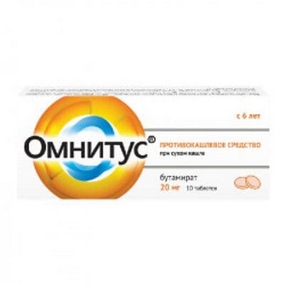 с 6 лет
Омнитус®
ПРОТИВОКАШЛЕВОЕ СРЕДСТВО
при сухом кашле
бутамират
20 мг 10 таблеток